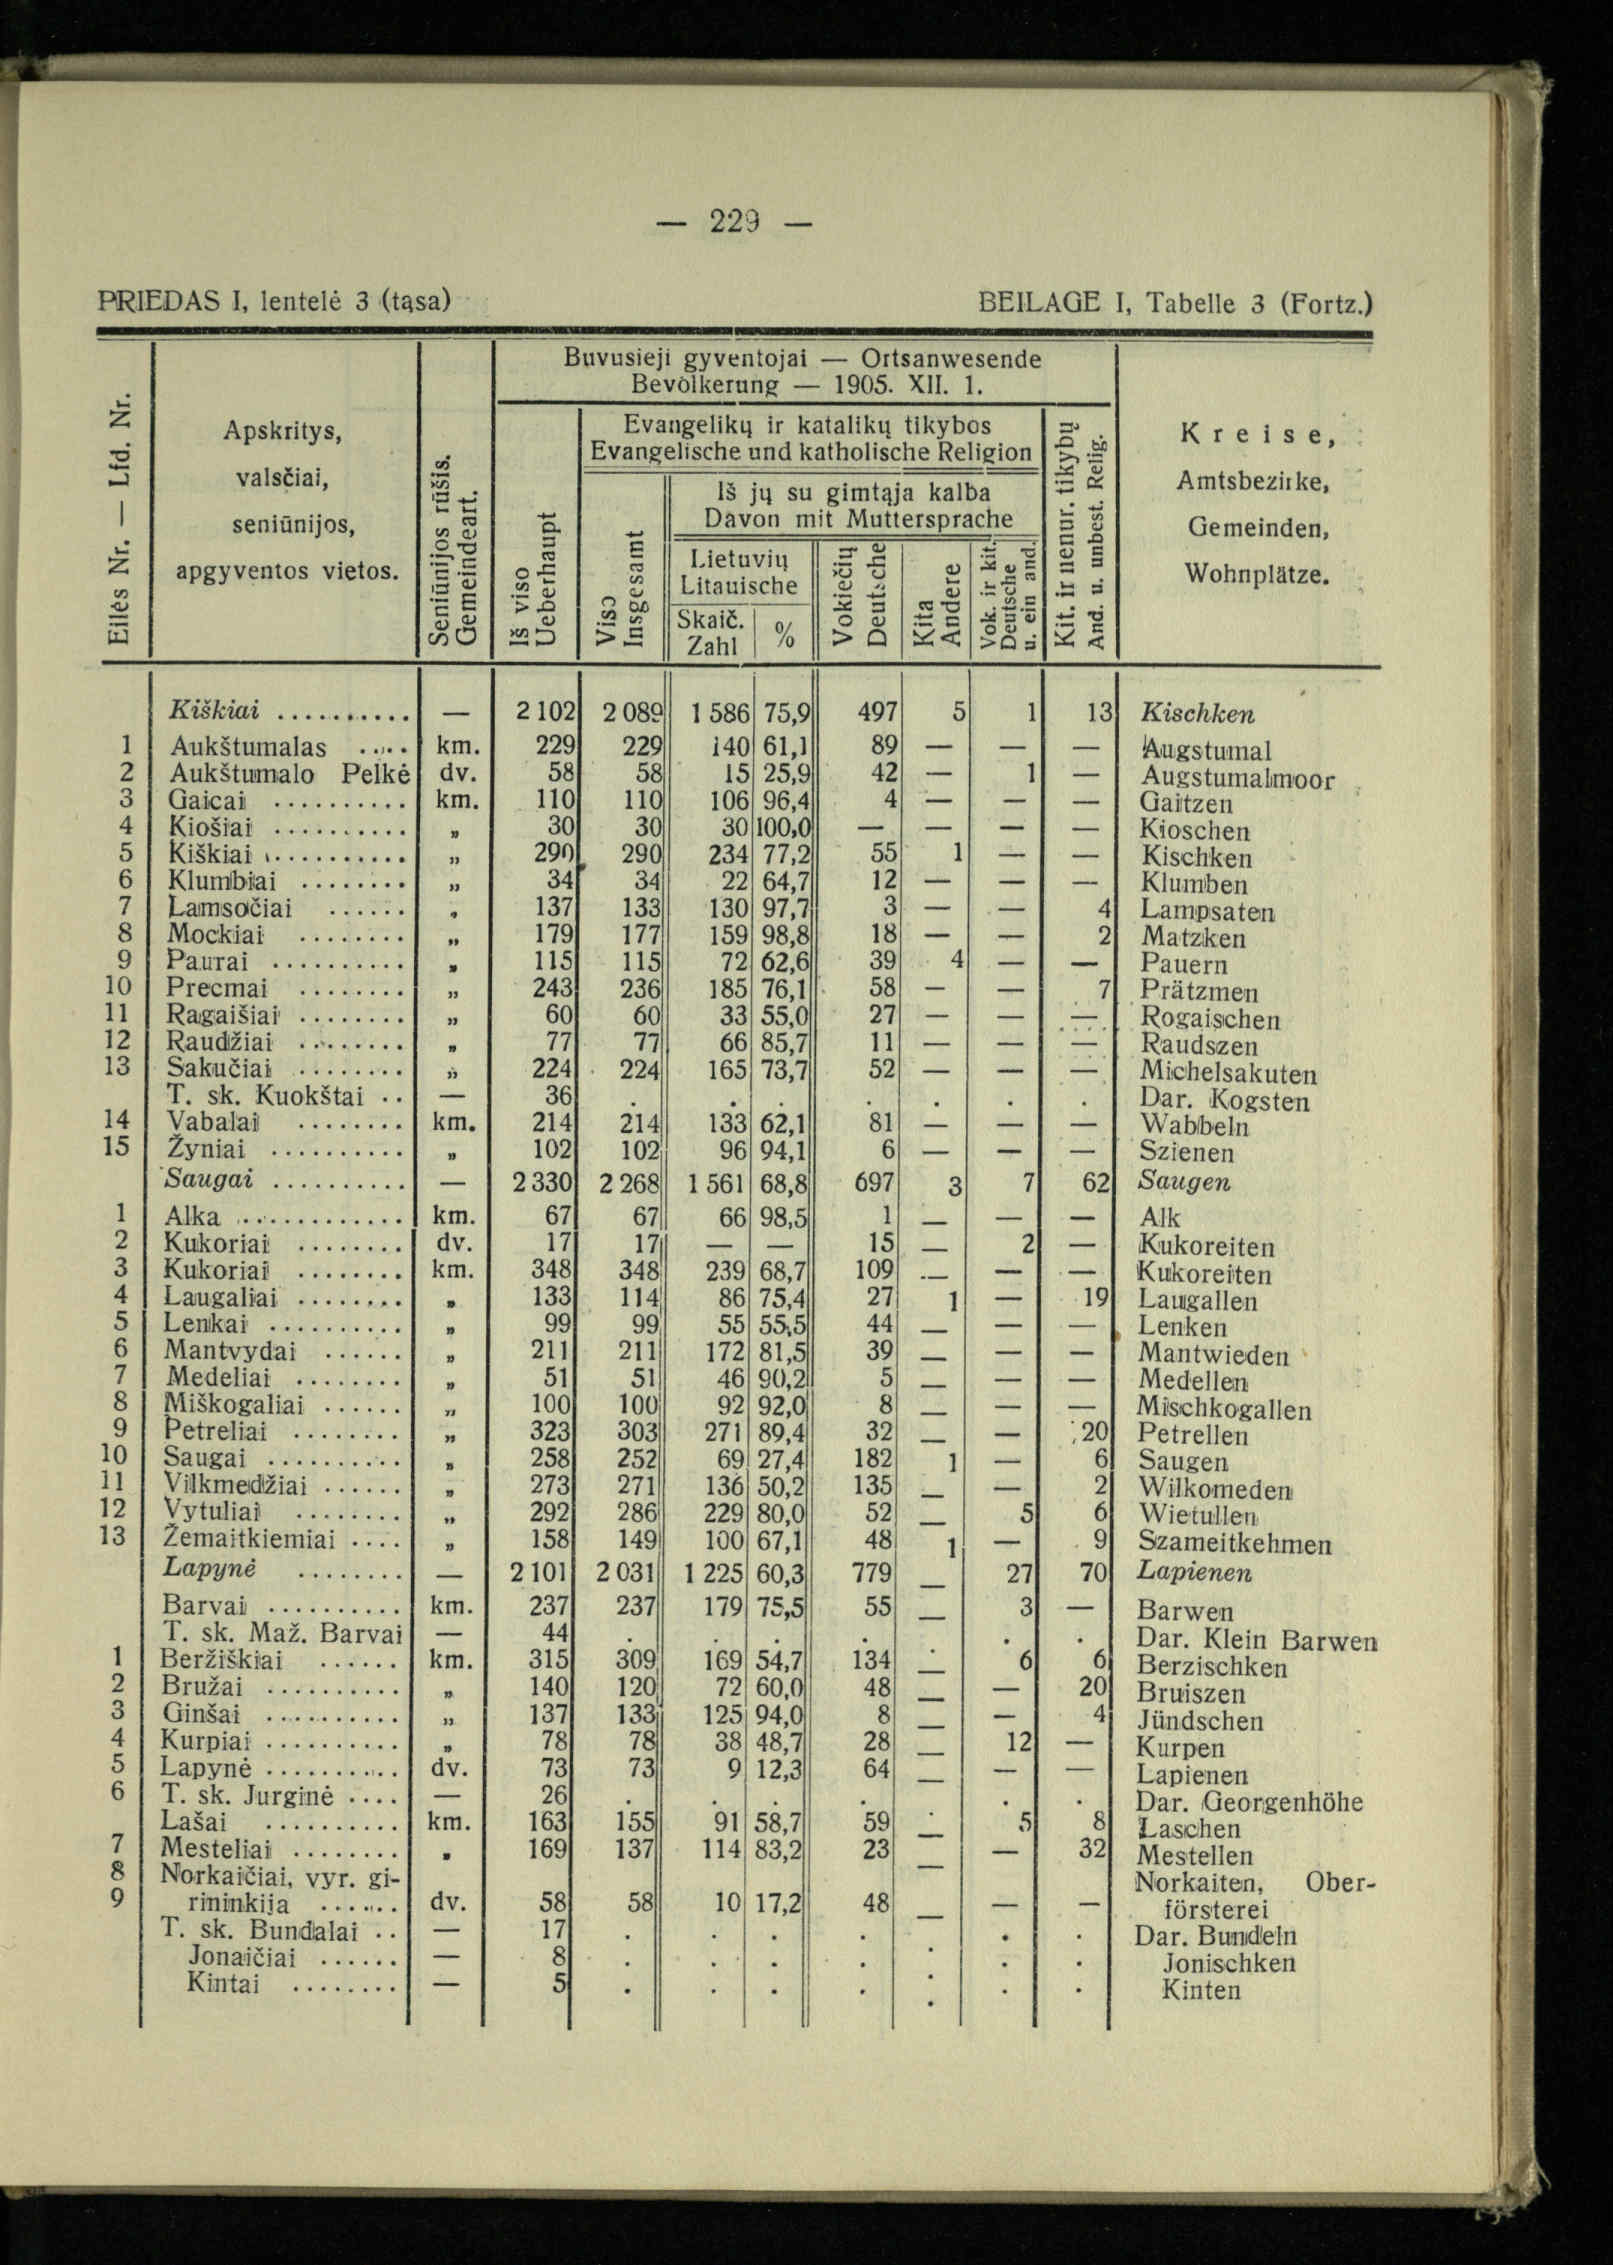 — 229 —
PRIEDAS I, lentelė 3 (tąsa) BEILAGE I, Tabelle 3 (Fortz.)
Eilės Nr. — Lfd. Nr.
Apskritys,
valsčiai,
seniūnijos,
apgyventos vietos.
Seniūnijos rūšis.
Gemeindeart.
Buvusieji gyventojai — Ortsanwesende
Bevölkerung — 1905. XII. 1.
Iš viso
Ueberhaupt
Evangelikų ir katalikų tikybos
Evangelische und katholische Religion
Viso
Insgesamt
Iš jų su gimtąja kalba
Davon mit Muttersprache
Lietuvių
Litauische
Skaič.
Zahl
%
Vokiečių
Deutsche
Kita
Andere
Vok. ir kit.
Deutsche
u. ein and.
Kit. ir nenur. tikybų
And. u. unbest. Relig.
Kreise,
Amtsbezirke,
Gemeinden,
Wohnplätze.
Kiškiai .......... — 2 102 2 089 1 586 75,9 497 5 1 13 Kischken
1 Aukštumalas .... km. 229 229 140 61,1 89 — — — Augstumal
2 Aukštumalo Pelkė dv. 58 58 15 25,9 42 — 1 — Augstumalmoor
3 Gaicai .......... km. 110 110 106 96,4 4 — — — Gaitzen
4 Kiošiai .......... „ 30 30 30 100,0 — — — — Kioschen
5 Kiškiai .......... „ 290 290 234 77,2 55 1 — — Kischken
6 Klumbiai ........ „ 34 34 22 64,7 12 — — — Klumben
7 Lamsočiai ...... „ 137 133 130 97,7 3 — — 4 Lampsaten
8 Mockiai ........ „ 179 177 159 98,8 18 — — 2 Matzken
9 Paurai .......... „ 115 115 72 62,6 39 4 — — Pauern
10 Precmai ........ „ 243 236 185 76,1 58 — — 7 Prätzmen
11 Ragaišiai ........ „ 60 60 33 55,0 27 — — — Rogaischen
12 Raudžiai ........ „ 77 77 66 85,7 11 — — — Raudszen
13 Sakučiai ........ „ 224 224 165 73,7 52 — — — Michelsakuten
T. sk. Kuokštai .. — 36 . . . . . . . Dar. Kogsten
14 Vabalai ........ km. 214 214 133 62,1 81 — — — Wabbeln
15 Žyniai .......... „ 102 102 96 94,1 6 — — — Szienen
Saugai .......... — 2 330 2 268 1 561 68,8 697 3 7 62 Saugen
1 Alka ............ km. 67 67 66 98,5 1 — — — Alk
2 Kukoriai ........ dv. 17 17 — — 15 — 2 — Kukoreiten
3 Kukoriai ........ km. 348 348 239 68,7 109 — — — Kukoreiten
4 Laugaliai ........ „ 133 114 86 75,4 27 1 — 19 Laugallen
5 Lenkai .......... „ 99 99 55 55,5 44 — — — Lenken
6 Mantvydai ...... „ 211 211 172 81,5 39 — — — Mantwieden
7 Medeliai ........ „ 51 51 46 90,2 5 — — — Medellen
8 Miškogaliai ...... „ 100 100 92 92,0 8 — — — Mischkogallen
9 Petreliai ........ „ 323 303 271 89,4 32 — — 20 Petrellen
10 Saugai .......... „ 258 252 69 27,4 182 1 — 6 Saugen
11 Vilkmedžiai ...... „ 273 271 136 50,2 135 — — 2 Wilkomeden
12 Vytuliai ........ „ 292 286 229 80,0 52 — 5 6 Wietullen
13 Žemaitkiemiai .... „ 158 149 100 67,1 48 1 — 9 Szameitkehmen
Lapynė ........ — 2 101 2 031 1 225 60,3 779 — 27 70 Lapienen
Barvai .......... km. 237 237 179 75,5 55 — 3 — Barwen
T. sk. Maž. Barvai — 44 . . . . . . . Dar. Klein Barwen
1 Beržiškiai ...... km. 315 309 169 54,7 134 — 6 6 Berzischken
2 Bružai .......... „ 140 120 72 60,0 48 — — 20 Bruiszen
3 Ginšai .......... „ 137 133 125 94,0 8 — — 4 Jündschen
4 Kurpiai .......... „ 78 78 38 48,7 28 — 12 — Kurpen
5 Lapynė .......... dv. 73 73 9 12,3 64 — — — Lapienen
6 T. sk. Jurginė .... — 26 . . . . . . . Dar. Georgenhöhe
Lašai .......... km. 163 155 91 58,7 59 — 5 8 Laschen
7 Mesteliai ........ „ 169 137 114 83,2 23 — — 32 Mestellen
8 Norkaičiai, vyr. gi- Norkaiten, Ober-
9 rininkija ...... dv. 58 58 10 17,2 48 — — — försterei
T. sk. Bundalai .. — 17 . . . . . . . Dar. Bundeln
Jonaičiai ...... — 8 . . . . . . . Jonischken
Kintai ........ — 5 . . . . . . . Kinten